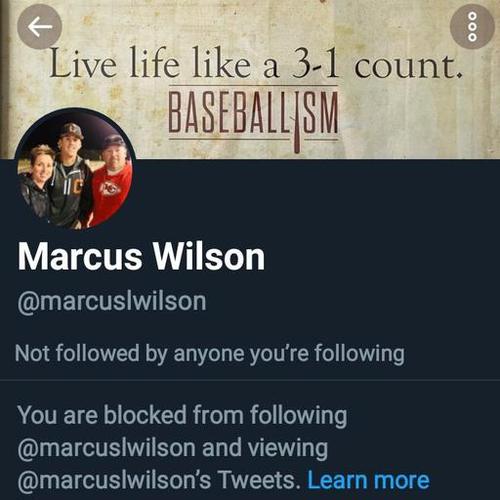 Live life like a 3-1 count.
BASEBALLISM
Marcus Wilson
@marcuslwilson
Not followed by anyone you're following
You are blocked from following
@marcuslwilson and viewing
@marcuslwilson's Tweets. Learn more